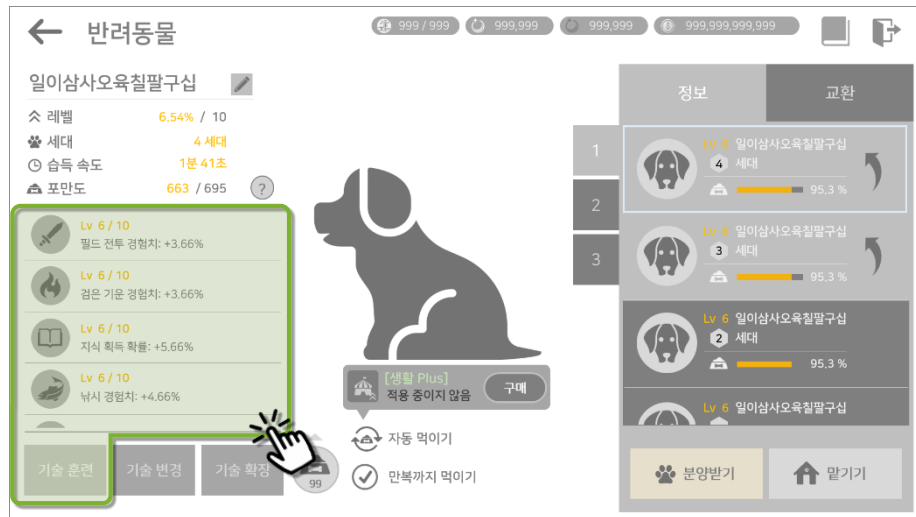 반려동물
999 / 999
999,999
999,999
999,999,999,999
일이삼사오육칠팔구십
레벨 6.54% / 10
세대 4 세대
습득 속도 1분 41초
포만도 663 / 695 ?
Lv 6 / 10
필드 전투 경험치: +3.66%
Lv 6 / 10
검은 기운 경험치: +3.66%
Lv 6 / 10
지식 획득 확률: +5.66%
Lv 6 / 10
낚시 경험치: +4.66%
기술 훈련
기술 변경
기술 확장
99
[생활 Plus]
적용 중이지 않음
구매
자동 먹이기
만복까지 먹이기
1
2
3
정보
교환
Lv 6 일이삼사오육칠팔구십
4 세대
95,3 %
Lv 6 일이삼사오육칠팔구십
3 세대
95,3 %
Lv 6 일이삼사오육칠팔구십
2 세대
95,3 %
Lv 6 일이삼사오육칠팔구십
분양받기
맡기기